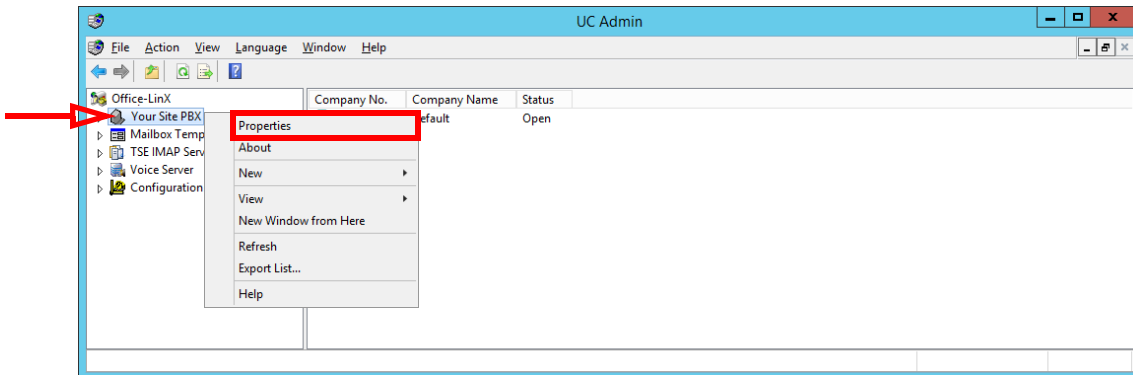 UC Admin
File Action View Language Window Help
Office-LinX
Your Site PBX
Mailbox Temp
TSE IMAP Serv
Voice Server
Configuration
Company No. Company Name Status
efault Open
Properties
About
New
View
New Window from Here
Refresh
Export List...
Help